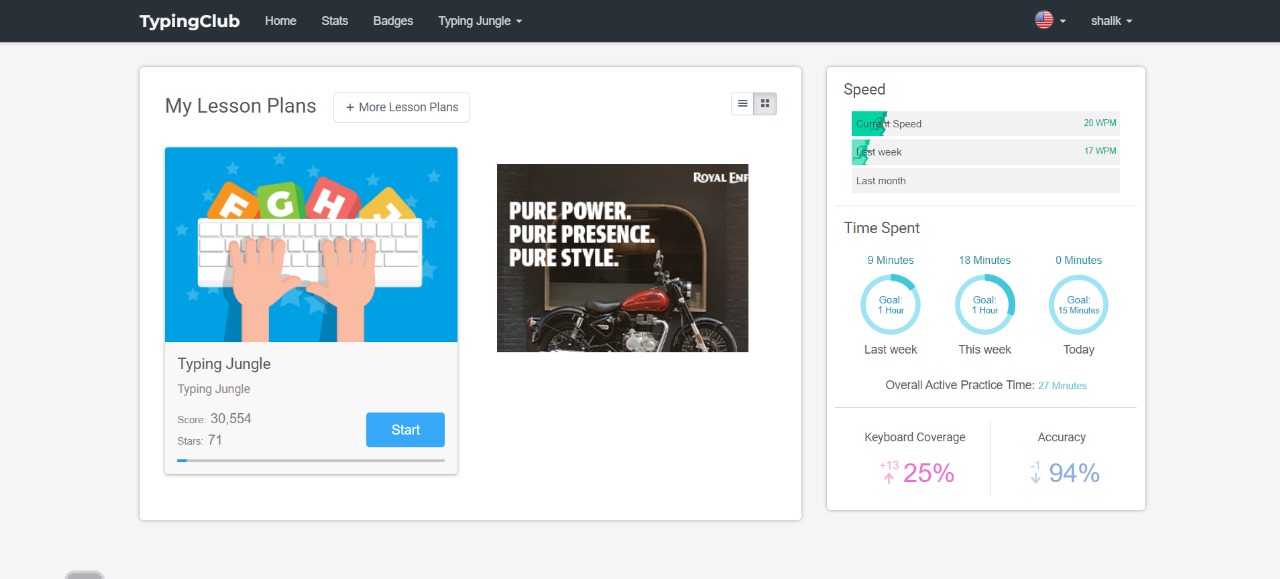 TypingClub Home Stats Badges Typing Jungle shalik
My Lesson Plans + More Lesson Plans
F G H J
Typing Jungle
Typing Jungle
Score: 30,554
Stars: 71
Start
ROYAL ENF
PURE POWER.
PURE PRESENCE.
PURE STYLE.
Speed
Current Speed 20 WPM
Last week 17 WPM
Last month
Time Spent
9 Minutes 18 Minutes 0 Minutes
Goal: Goal: Goal:
1 Hour 1 Hour 15 Minutes
Last week This week Today
Overall Active Practice Time: 27 Minutes
Keyboard Coverage Accuracy
+13 25% -1 94%